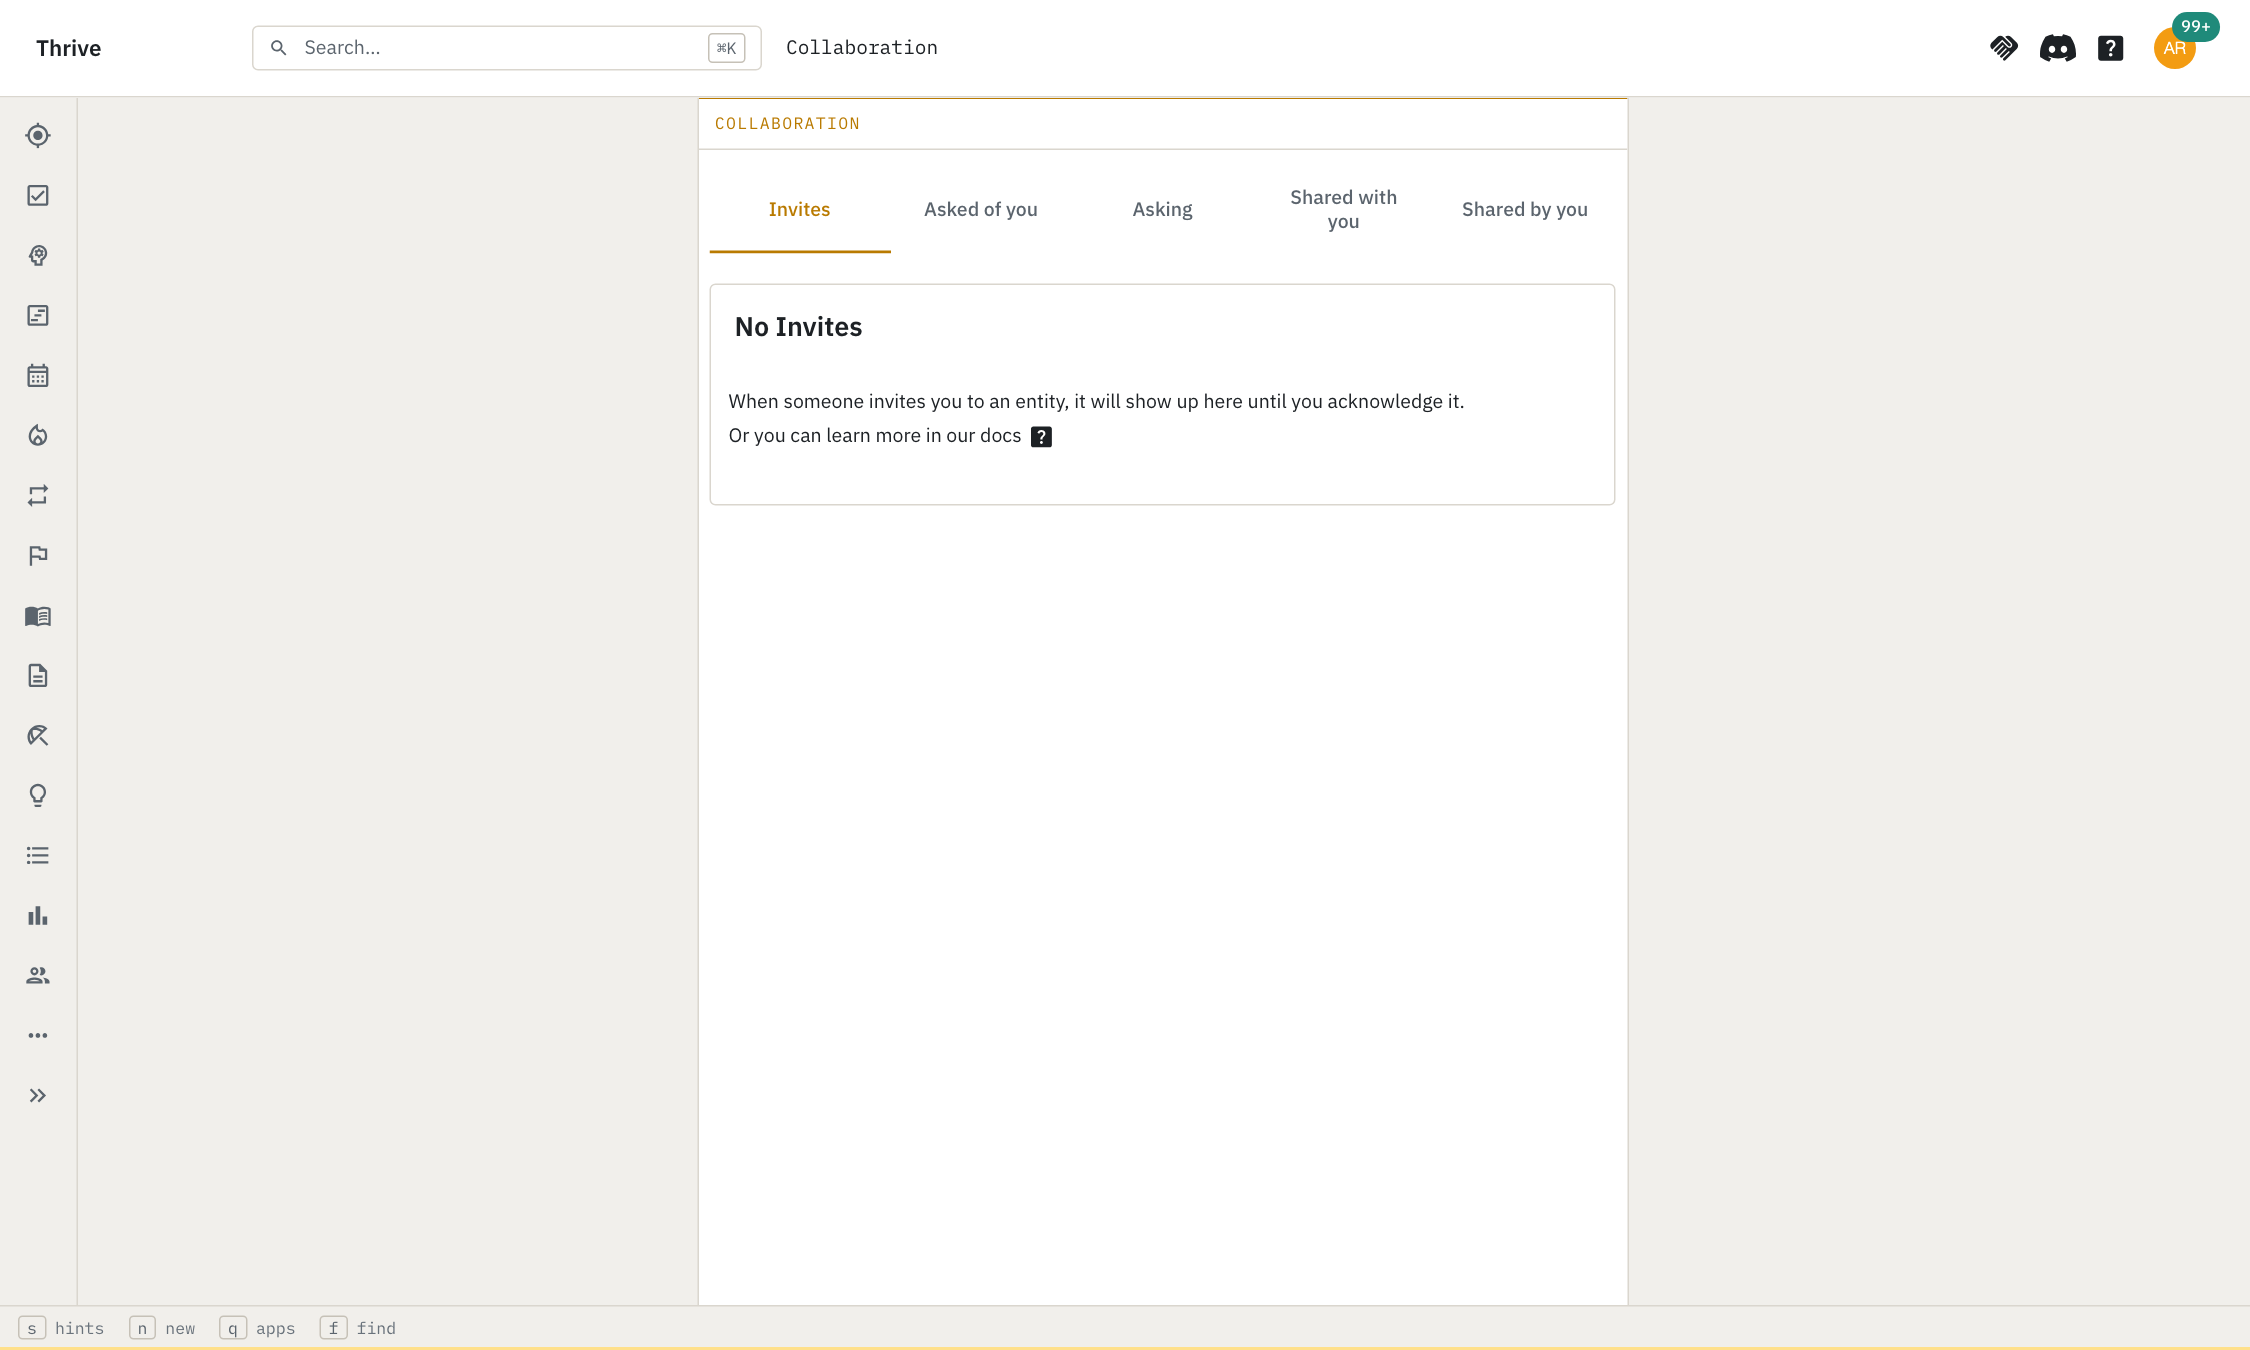 Thrive
Search...
⌘K
Collaboration
99+
AR
COLLABORATION
Invites
Asked of you
Asking
Shared with
you
Shared by you
No Invites
When someone invites you to an entity, it will show up here until you acknowledge it.
Or you can learn more in our docs ?
s hints n new q apps f find